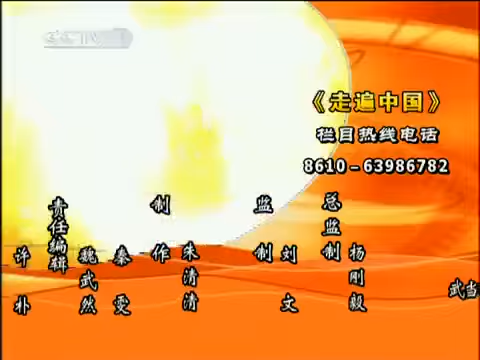 《走遍中国》
栏目热线电话
8610－63986782
许朴
责任编辑
魏武然
秦雯
制作
朱清清
监制
刘文
总监制
杨刚毅
武当